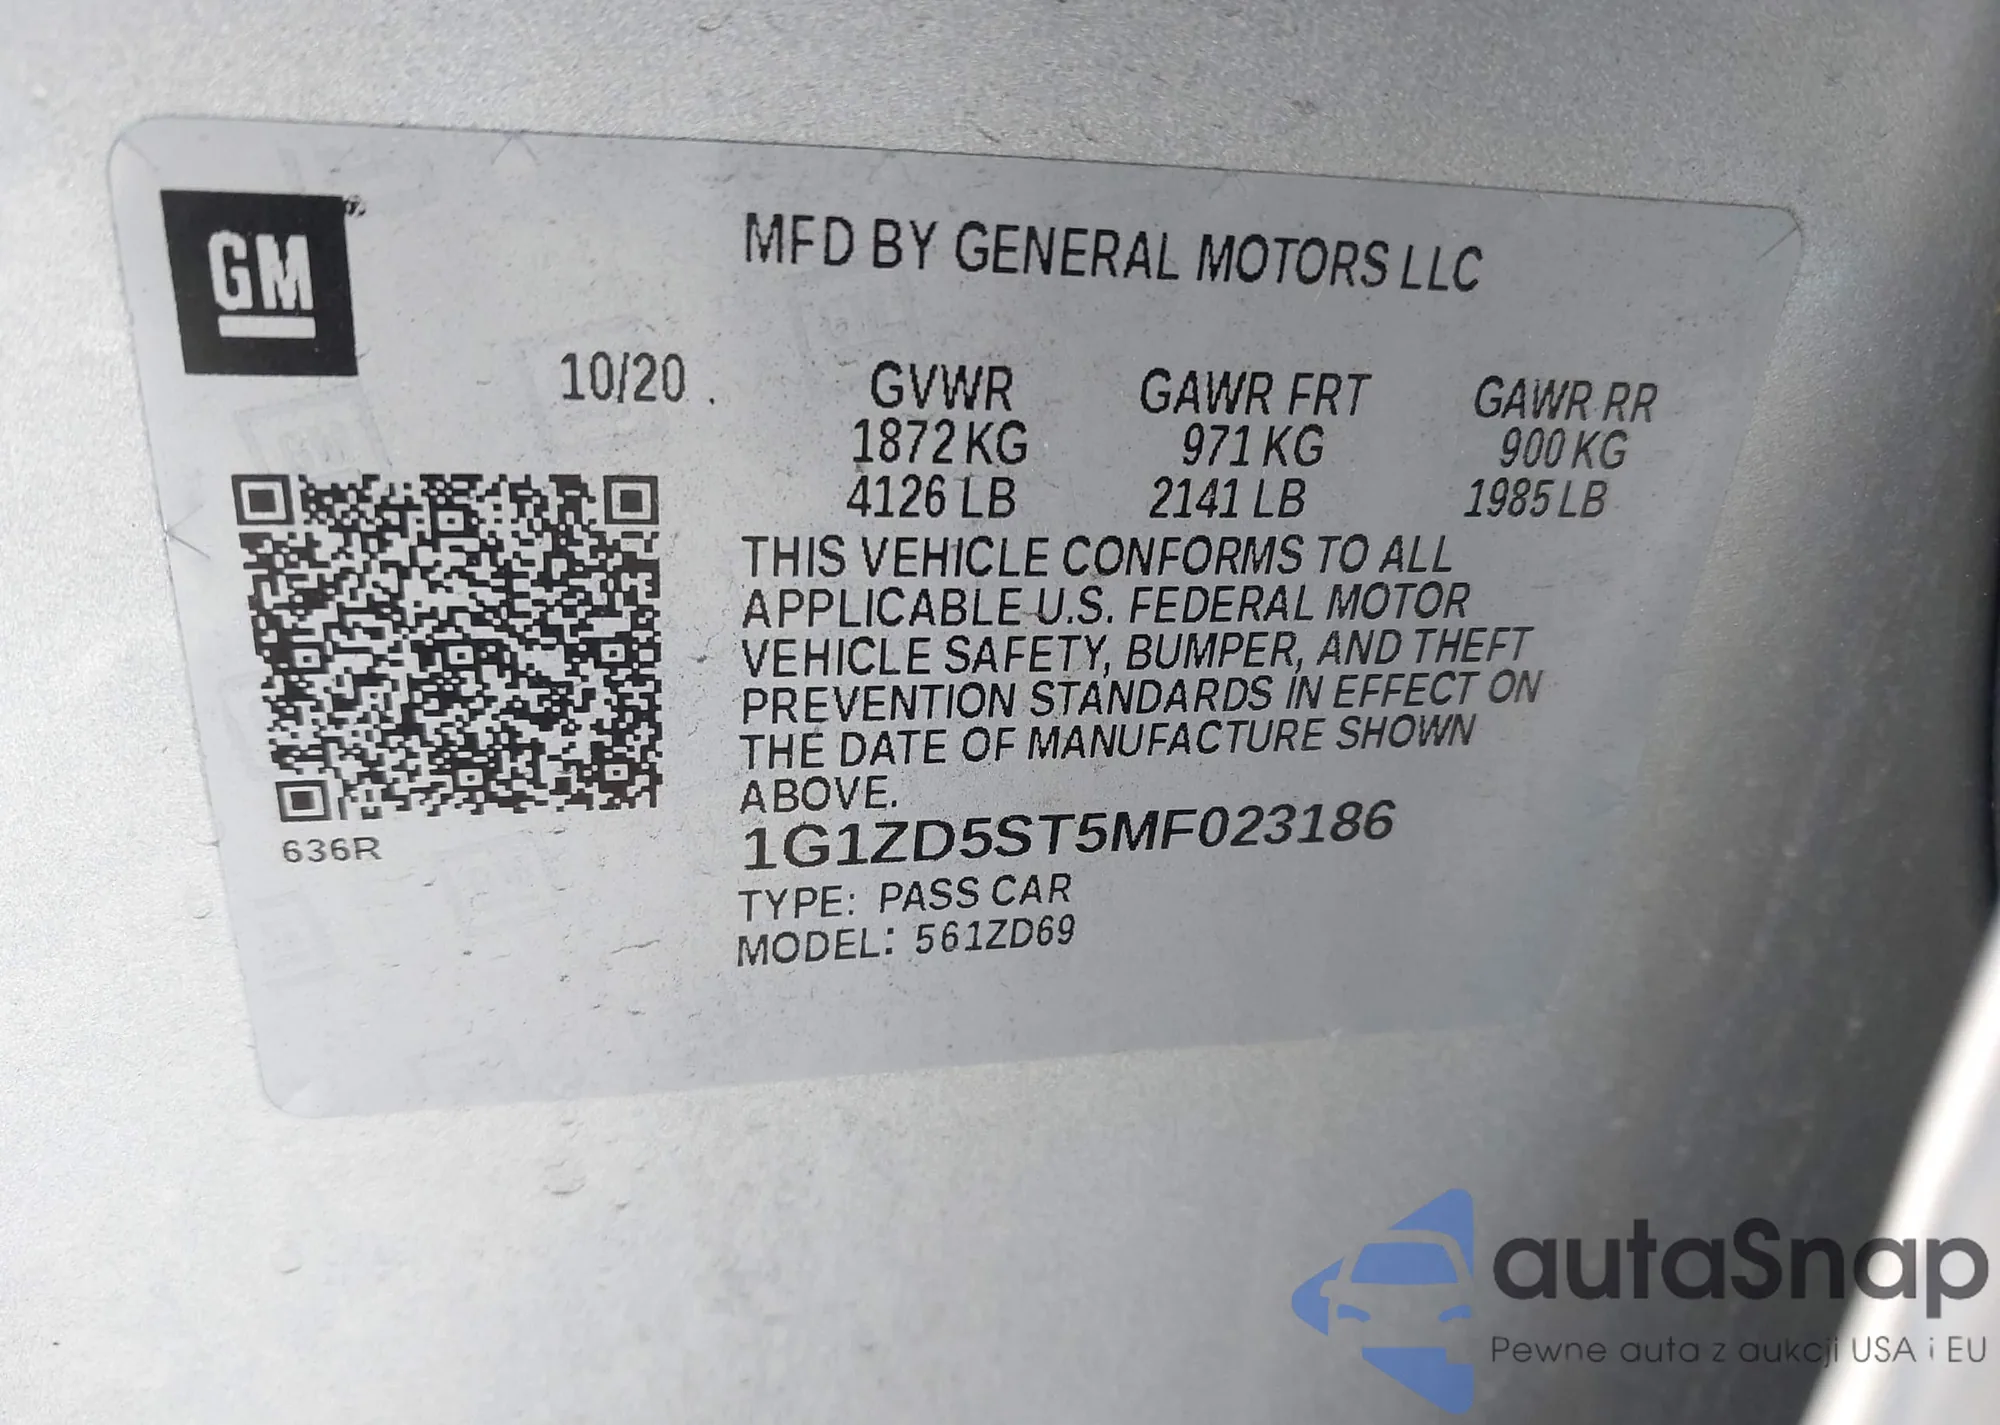 GM
MFD BY GENERAL MOTORS LLC
10/20 .
GVWR GAWR FRT GAWR RR
1872 KG 971 KG 900 KG
4126 LB 2141 LB 1985 LB
THIS VEHICLE CONFORMS TO ALL
APPLICABLE U.S. FEDERAL MOTOR
VEHICLE SAFETY, BUMPER, AND THEFT
PREVENTION STANDARDS IN EFFECT ON
THE DATE OF MANUFACTURE SHOWN
ABOVE.
1G1ZD5ST5MF023186
TYPE: PASS CAR
MODEL: 561ZD69
636R
autaSnap
Pewne auta z aukcji USA i EU